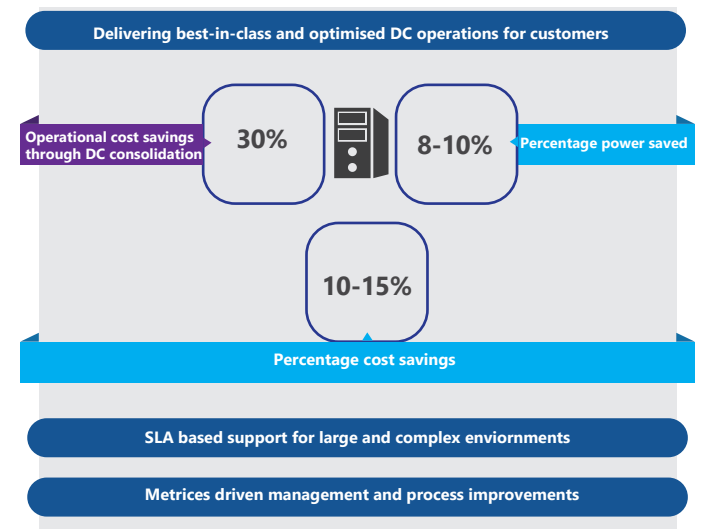 Delivering best-in-class and optimised DC operations for customers
Operational cost savings
through DC consolidation
30%
8-10%
Percentage power saved
10-15%
Percentage cost savings
SLA based support for large and complex enviornments
Metrices driven management and process improvements